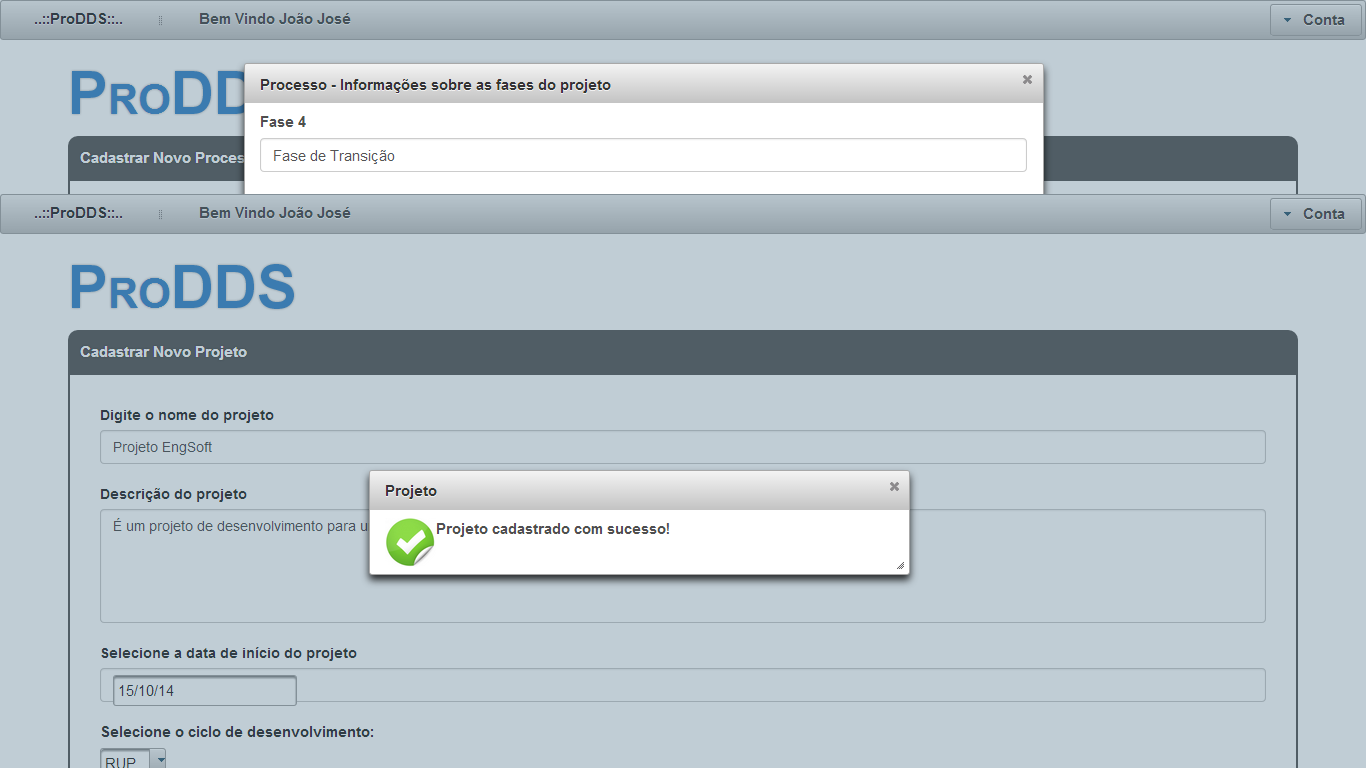 ..::ProDDS::.. Bem Vindo João José Conta
ProDD
Processo - Informações sobre as fases do projeto
Fase 4
Cadastrar Novo Proces
Fase de Transição
..::ProDDS::.. Bem Vindo João José Conta
ProDDS
Cadastrar Novo Projeto
Digite o nome do projeto
Projeto EngSoft
Descrição do projeto
É um projeto de desenvolvimento para u
Projeto
Projeto cadastrado com sucesso!
Selecione a data de início do projeto
15/10/14
Selecione o ciclo de desenvolvimento:
RUP